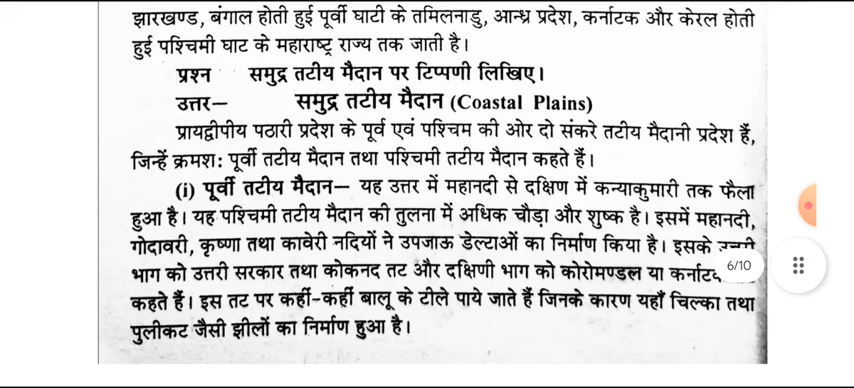 झारखण्ड, बंगाल होती हुई पूर्वी घाटी के तमिलनाडु, आन्ध्र प्रदेश, कर्नाटक और केरल होती
हुई पश्चिमी घाट के महाराष्ट्र राज्य तक जाती है।
प्रश्न समुद्र तटीय मैदान पर टिप्पणी लिखिए।
उत्तर— समुद्र तटीय मैदान (Coastal Plains)
प्रायद्वीपीय पठारी प्रदेश के पूर्व एवं पश्चिम की ओर दो संकरे तटीय मैदानी प्रदेश हैं,
जिन्हें क्रमश: पूर्वी तटीय मैदान तथा पश्चिमी तटीय मैदान कहते हैं।
(i) पूर्वी तटीय मैदान— यह उत्तर में महानदी से दक्षिण में कन्याकुमारी तक फैला
हुआ है। यह पश्चिमी तटीय मैदान की तुलना में अधिक चौड़ा और शुष्क है। इसमें महानदी,
गोदावरी, कृष्णा तथा कावेरी नदियों ने उपजाऊ डेल्टाओं का निर्माण किया है। इसके
भाग को उत्तरी सरकार तथा कोकनद तट और दक्षिणी भाग को कोरोमण्डल या
6/10
कहते हैं। इस तट पर कहीं-कहीं बालू के टीले पाये जाते हैं जिनके कारण यहाँ चिल्का तथा
पुलीकट जैसी झीलों का निर्माण हुआ है।